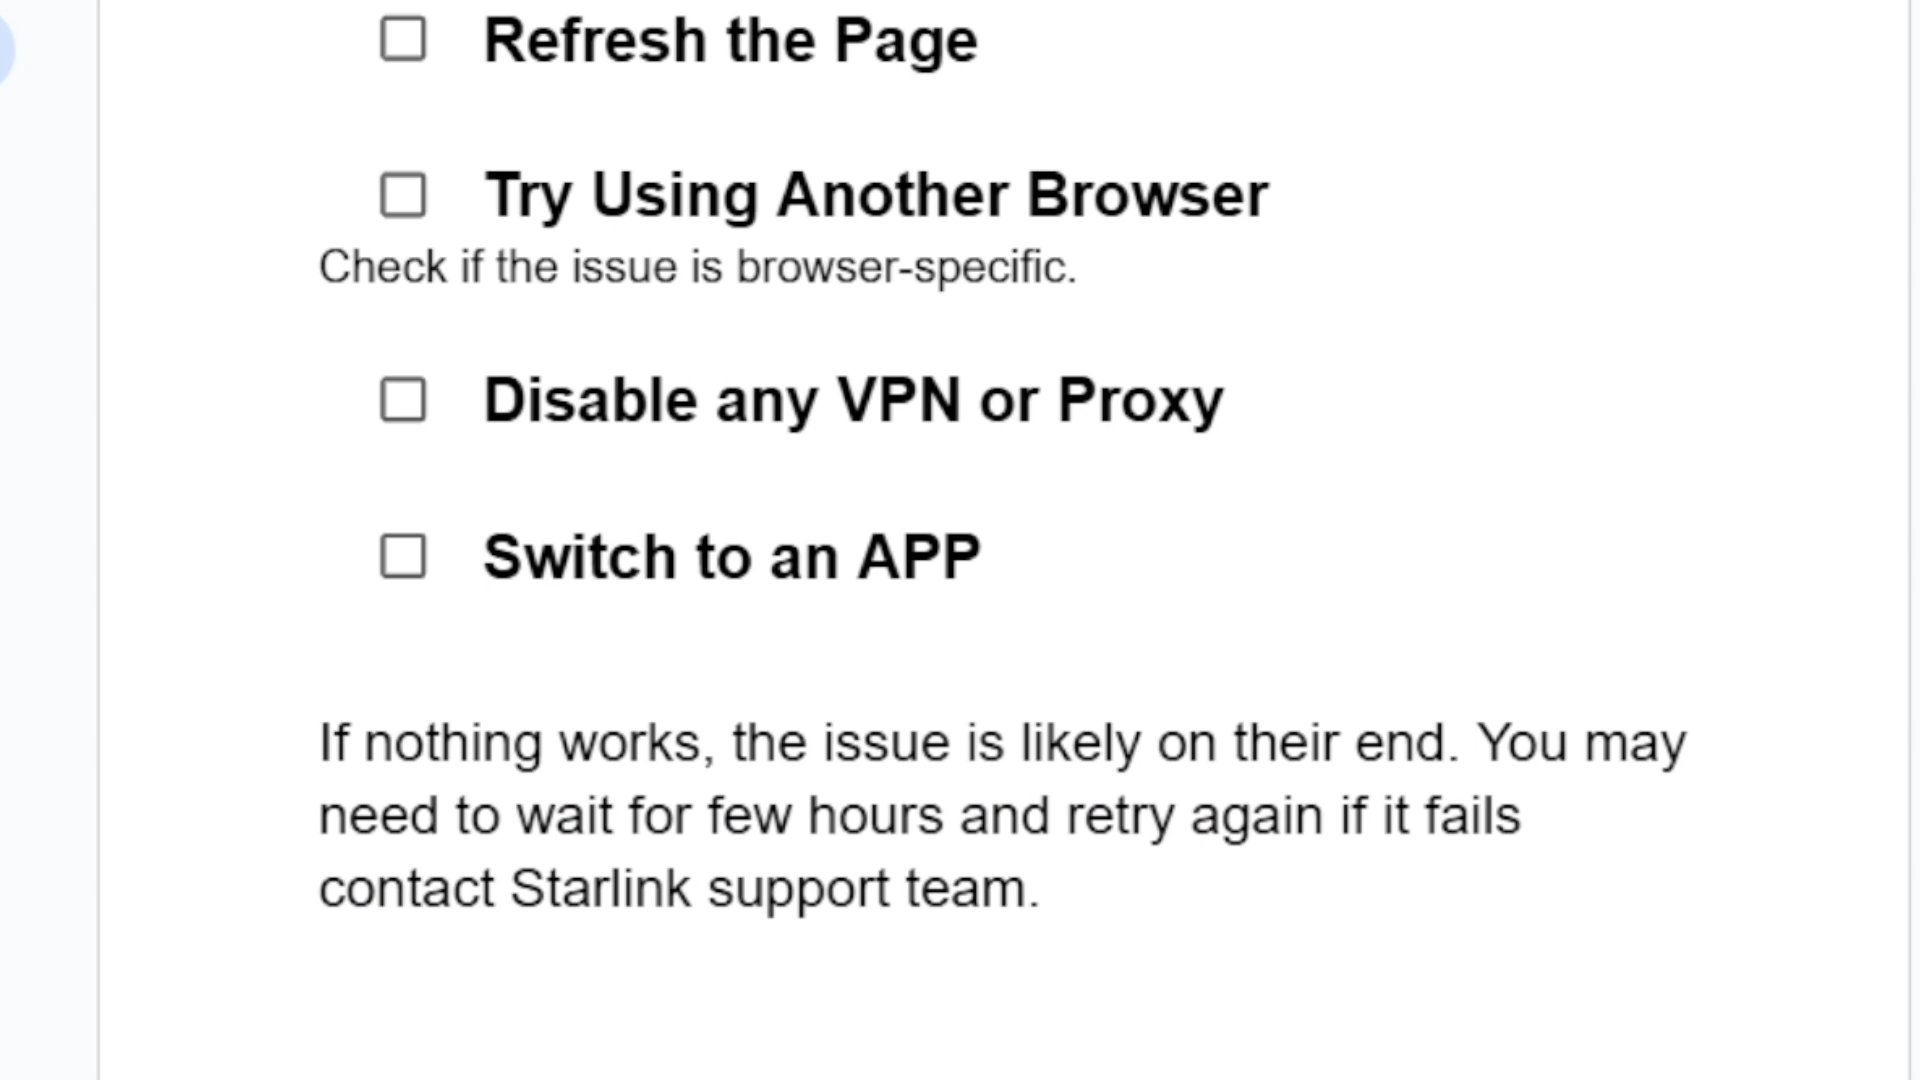 Refresh the Page
Try Using Another Browser
Check if the issue is browser-specific.
Disable any VPN or Proxy
Switch to an APP
If nothing works, the issue is likely on their end. You may
need to wait for few hours and retry again if it fails
contact Starlink support team.